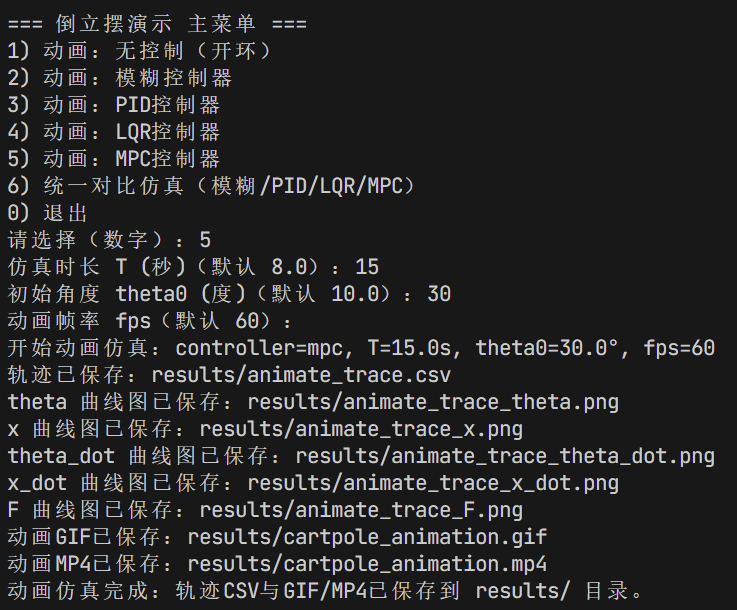 === 倒立摆演示 主菜单 ===
1) 动画：无控制（开环）
2) 动画：模糊控制器
3) 动画：PID控制器
4) 动画：LQR控制器
5) 动画：MPC控制器
6) 统一对比仿真（模糊/PID/LQR/MPC）
0) 退出
请选择（数字）：5
仿真时长 T (秒)（默认 8.0）：15
初始角度 theta0 (度)（默认 10.0）：30
动画帧率 fps（默认 60）：
开始动画仿真：controller=mpc, T=15.0s, theta0=30.0°, fps=60
轨迹已保存：results/animate_trace.csv
theta 曲线图已保存：results/animate_trace_theta.png
x 曲线图已保存：results/animate_trace_x.png
theta_dot 曲线图已保存：results/animate_trace_theta_dot.png
x_dot 曲线图已保存：results/animate_trace_x_dot.png
F 曲线图已保存：results/animate_trace_F.png
动画GIF已保存：results/cartpole_animation.gif
动画MP4已保存：results/cartpole_animation.mp4
动画仿真完成：轨迹CSV与GIF/MP4已保存到 results/ 目录。